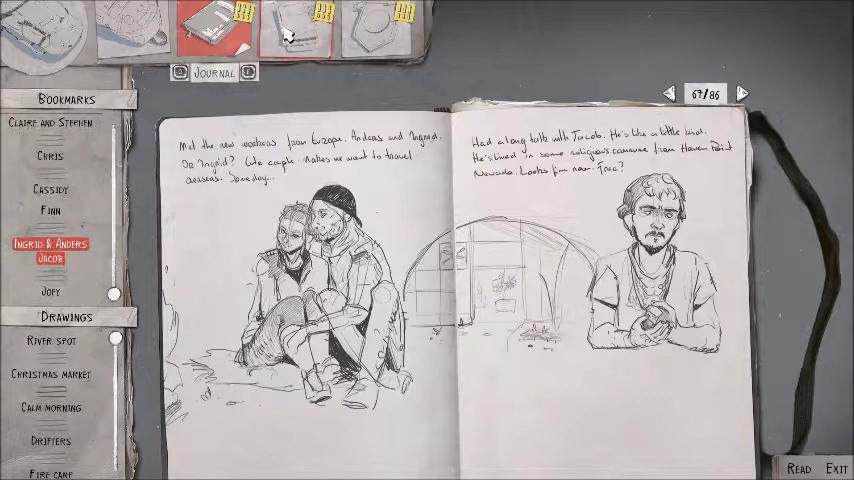 JOURNAL
67/86
BOOKMARKS
CLAIRE AND STEPHEN
CHRIS
CASSIDY
FINN
INGRID & ANDERS
JACOB
JOEY
DRAWINGS
RIVER SPOT
CHRISTMAS MARKET
CALM MORNING
DRIFTERS
FIRE CAMP
Met the new workers from Europe. Anders and Ingrid.
Or Ingrid? Cute couple. Makes me want to travel
overseas. Someday...
Had a long talk with Jacob. He's like a little bird.
He's lived in some religious commune from Haven Point
Nevada. Looks fine now. Free?
READ
EXIT